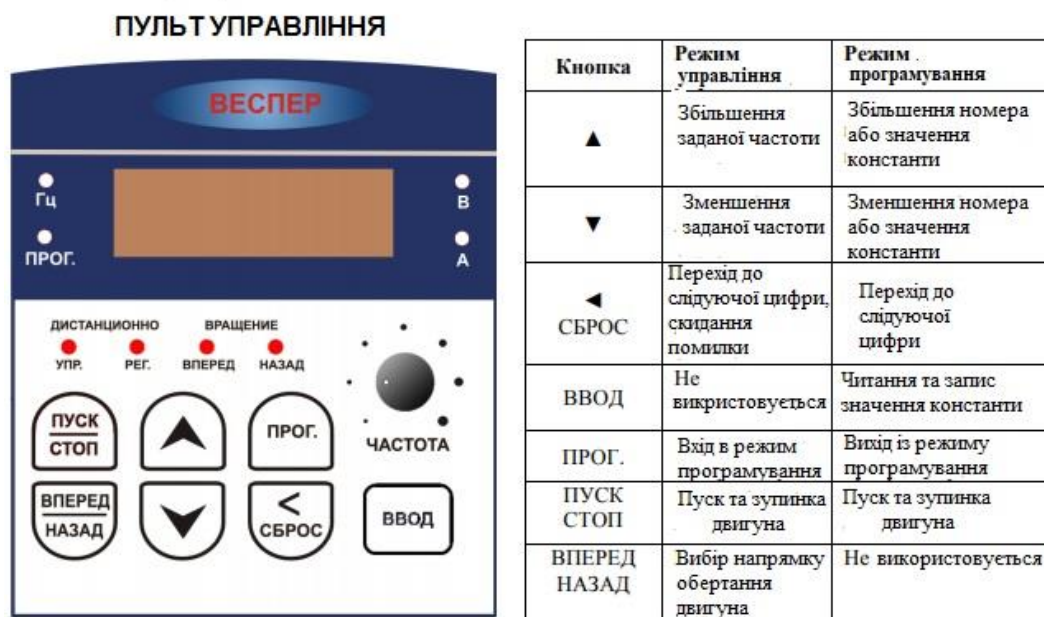 ПУЛЬТ УПРАВЛІННЯ
ВЕСПЕР
Гц
В
ПРОГ.
А
ДИСТАНЦИОННО
ВРАЩЕНИЕ
УПР.
РЕГ.
ВПЕРЕД
НАЗАД
ПУСК
СТОП
ПРОГ.
ЧАСТОТА
ВПЕРЕД
НАЗАД
<
СБРОС
ВВОД
Кнопка
Режим
управління
Режим
програмування
▲
Збільшення
заданої частоти
Збільшення номера
або значення
константи
▼
Зменшення
заданої частоти
Зменшення номера
або значення
константи
◄
СБРОС
Перехід до
слідуючої цифри,
скидання
помилки
Перехід до
слідуючої
цифри
ВВОД
Не
викристовується
Читання та запис
значення константи
ПРОГ.
Вхід в режим
програмування
Вихід із режиму
програмування
ПУСК
СТОП
Пуск та зупинка
двигуна
Пуск та зупинка
двигуна
ВПЕРЕД
НАЗАД
Вибір напрямку
обертання
двигуна
Не використовується